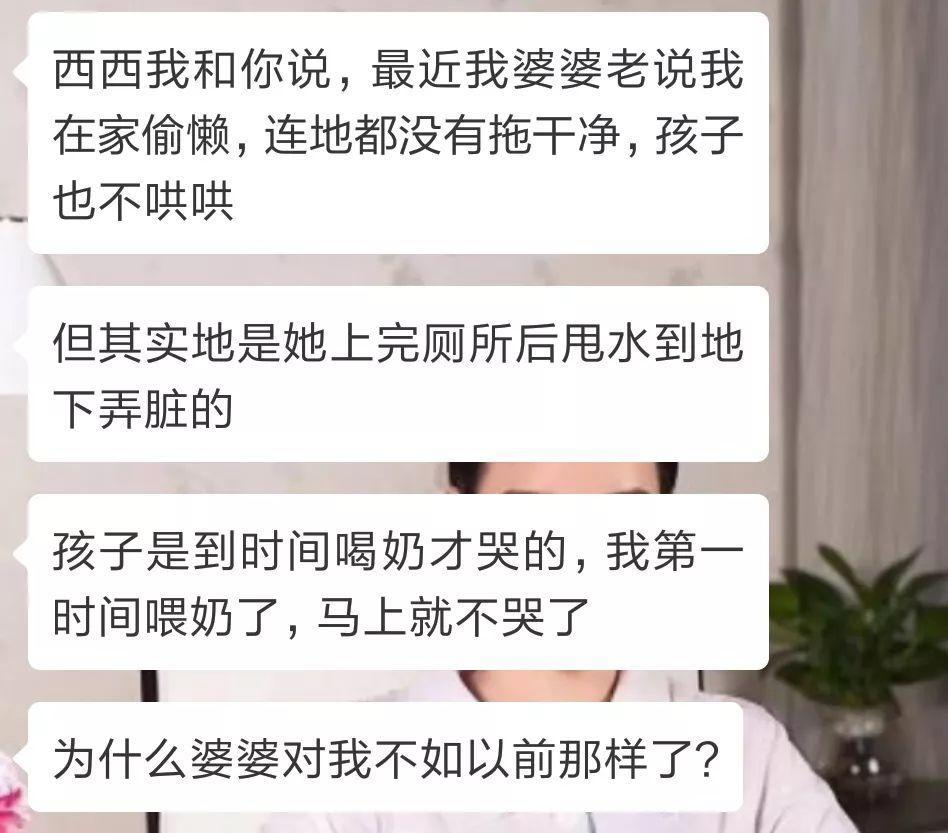 西西我和你说，最近我婆婆老说我
在家偷懒，连地都没有拖干净，孩子
也不哄哄
但其实地是她上完厕所后甩水到地
下弄脏的
孩子是到时间喝奶才哭的，我第一
时间喂奶了，马上就不哭了
为什么婆婆对我不如以前那样了？